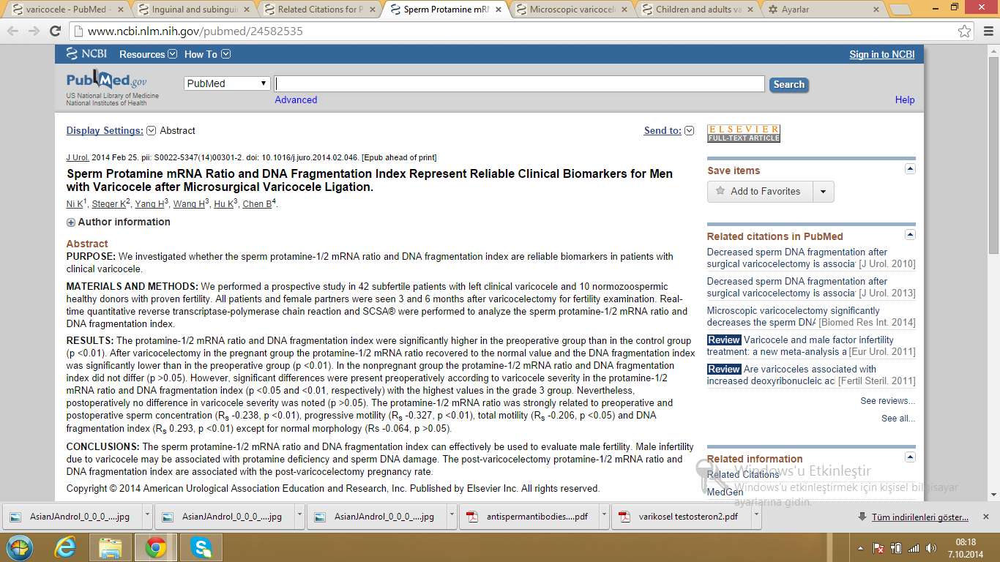 varicocele - PubMed -
Inguinal and subinguin
Related Citations for P
Sperm Protamine mRN
Microscopic varicocel
Children and adults va
Ayarlar
www.ncbi.nlm.nih.gov/pubmed/24582535
NCBI Resources How To Sign in to NCBI
PubMed.gov
US National Library of Medicine
National Institutes of Health
PubMed
Search
Advanced
Help
Display Settings: Abstract
Send to:
J Urol. 2014 Feb 25. pii: S0022-5347(14)00301-2. doi: 10.1016/j.juro.2014.02.046. [Epub ahead of print]
Sperm Protamine mRNA Ratio and DNA Fragmentation Index Represent Reliable Clinical Biomarkers for Men
with Varicocele after Microsurgical Varicocele Ligation.
Ni K1, Steger K2, Yang H3, Wang H3, Hu K3, Chen B4.
Author information
Abstract
PURPOSE: We investigated whether the sperm protamine-1/2 mRNA ratio and DNA fragmentation index are reliable biomarkers in patients with
clinical varicocele.
MATERIALS AND METHODS: We performed a prospective study in 42 subfertile patients with left clinical varicocele and 10 normozoospermic
healthy donors with proven fertility. All patients and female partners were seen 3 and 6 months after varicocelectomy for fertility examination. Real-
time quantitative reverse transcriptase-polymerase chain reaction and SCSA® were performed to analyze the sperm protamine-1/2 mRNA ratio and
DNA fragmentation index.
RESULTS: The protamine-1/2 mRNA ratio and DNA fragmentation index were significantly higher in the preoperative group than in the control group
(p <0.01). After varicocelectomy in the pregnant group the protamine-1/2 mRNA ratio recovered to the normal value and the DNA fragmentation index
was significantly lower than in the preoperative group (p <0.01). In the nonpregnant group the protamine-1/2 mRNA ratio and DNA fragmentation
index did not differ (p >0.05). However, significant differences were present preoperatively according to varicocele severity in the protamine-1/2
mRNA ratio and DNA fragmentation index (p <0.05 and <0.01, respectively) with the highest values in the grade 3 group. Nevertheless,
postoperatively no difference in varicocele severity was noted (p >0.05). The protamine-1/2 mRNA ratio was strongly related to preoperative and
postoperative sperm concentration (Rs -0.238, p <0.01), progressive motility (Rs -0.327, p <0.01), total motility (Rs -0.206, p <0.05) and DNA
fragmentation index (Rs 0.293, p <0.01) except for normal morphology (Rs -0.064, p >0.05).
CONCLUSIONS: The sperm protamine-1/2 mRNA ratio and DNA fragmentation index can effectively be used to evaluate male fertility. Male infertility
due to varicocele may be associated with protamine deficiency and sperm DNA damage. The post-varicocelectomy protamine-1/2 mRNA ratio and
DNA fragmentation index are associated with the post-varicocelectomy pregnancy rate.
Copyright © 2014 American Urological Association Education and Research, Inc. Published by Elsevier Inc. All rights reserved.
ELSEVIER
FULL-TEXT ARTICLE
Save items
Add to Favorites
Related citations in PubMed
Decreased sperm DNA fragmentation after
surgical varicocelectomy is associa [J Urol. 2010]
Decreased sperm DNA fragmentation after
surgical varicocelectomy is associa [J Urol. 2013]
Microscopic varicocelectomy significantly
decreases the sperm DNA [Biomed Res Int. 2014]
Review Varicocele and male factor infertility
treatment: a new meta-analysis a [Eur Urol. 2011]
Review Are varicoceles associated with
increased deoxyribonucleic aci [Fertil Steril. 2011]
See reviews...
See all...
Related information
Related Citations
MedGen
Windows'u Etkinleştir
Windows'u etkinleştirmek için kişisel bilgisayar
ayarlarına gidin.
AsianJAndrol_0_0_0_....jpg
AsianJAndrol_0_0_0_....jpg
AsianJAndrol_0_0_0_....jpg
antispermantibodies....pdf
varikosel testosteron2.pdf
Tüm indirilenleri göster...
08:18
7.10.2014